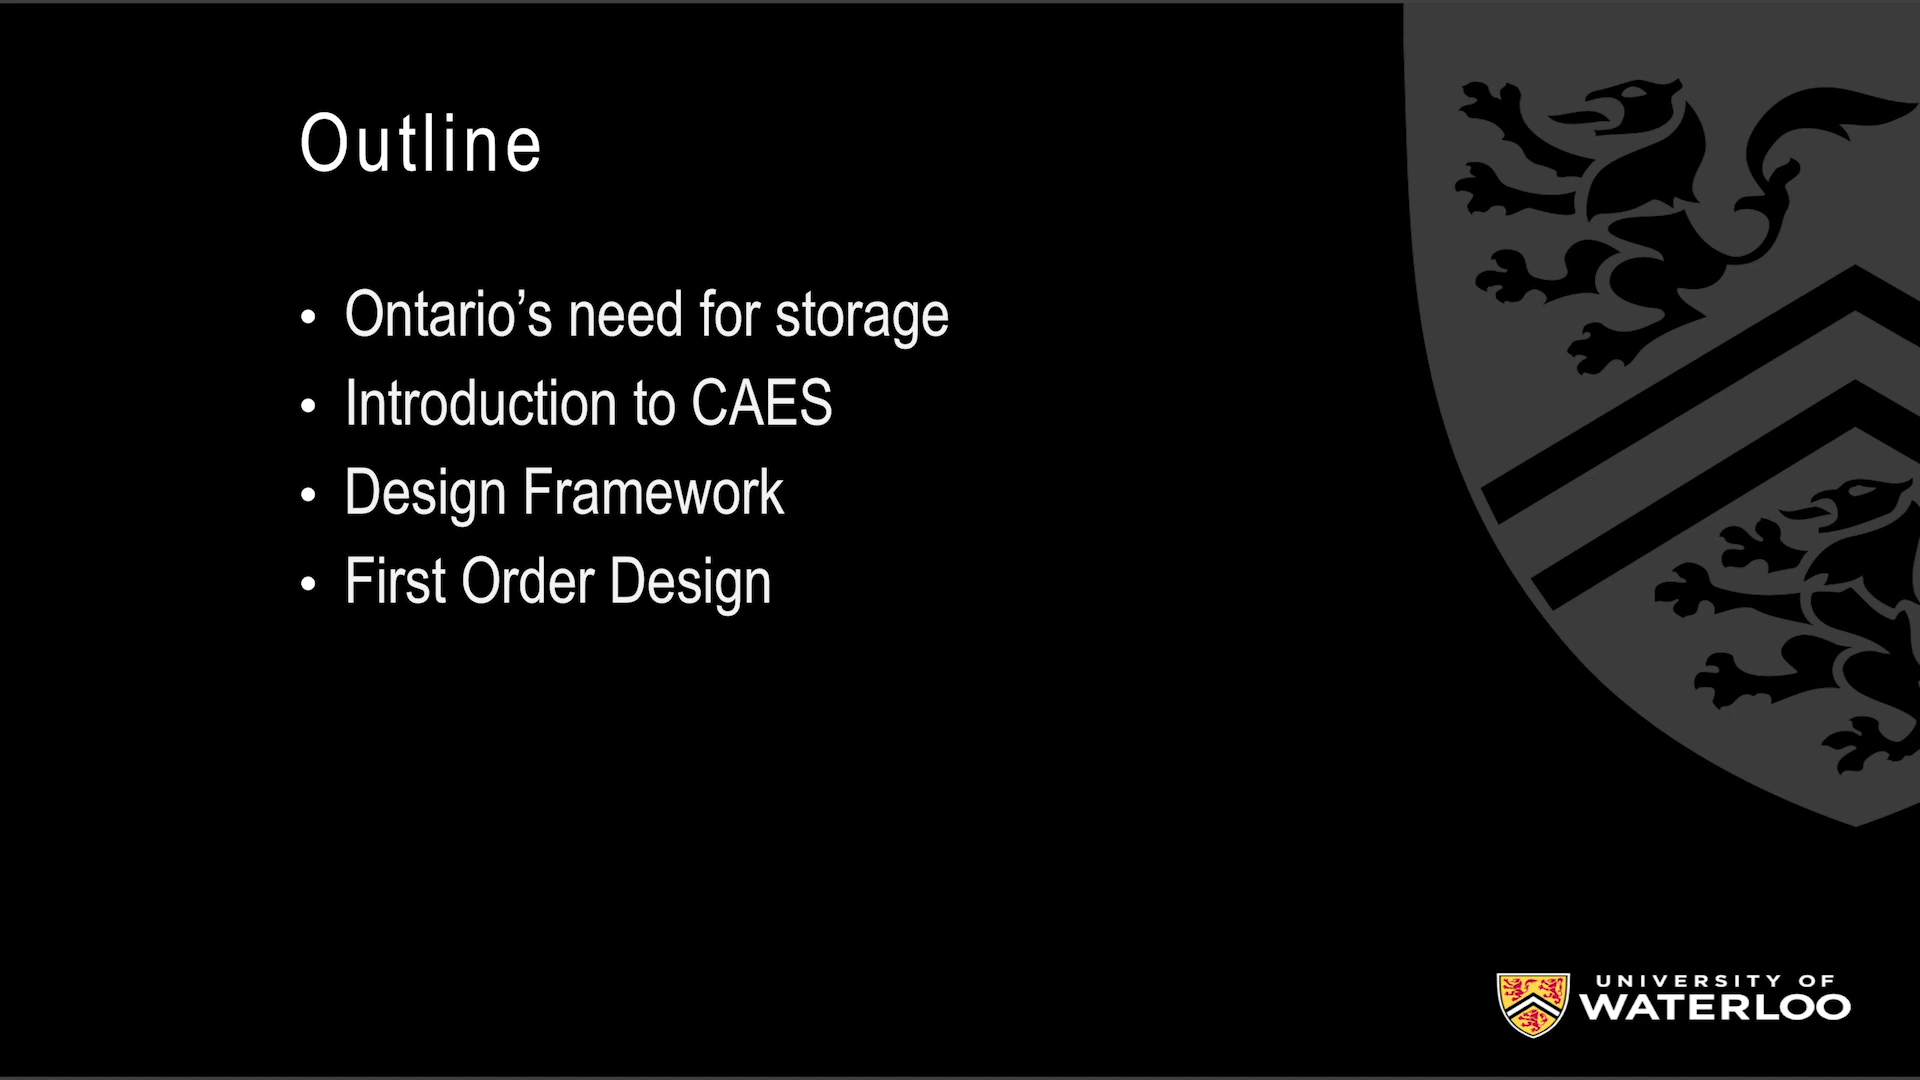 Outline
• Ontario’s need for storage
• Introduction to CAES
• Design Framework
• First Order Design
UNIVERSITY OF
WATERLOO